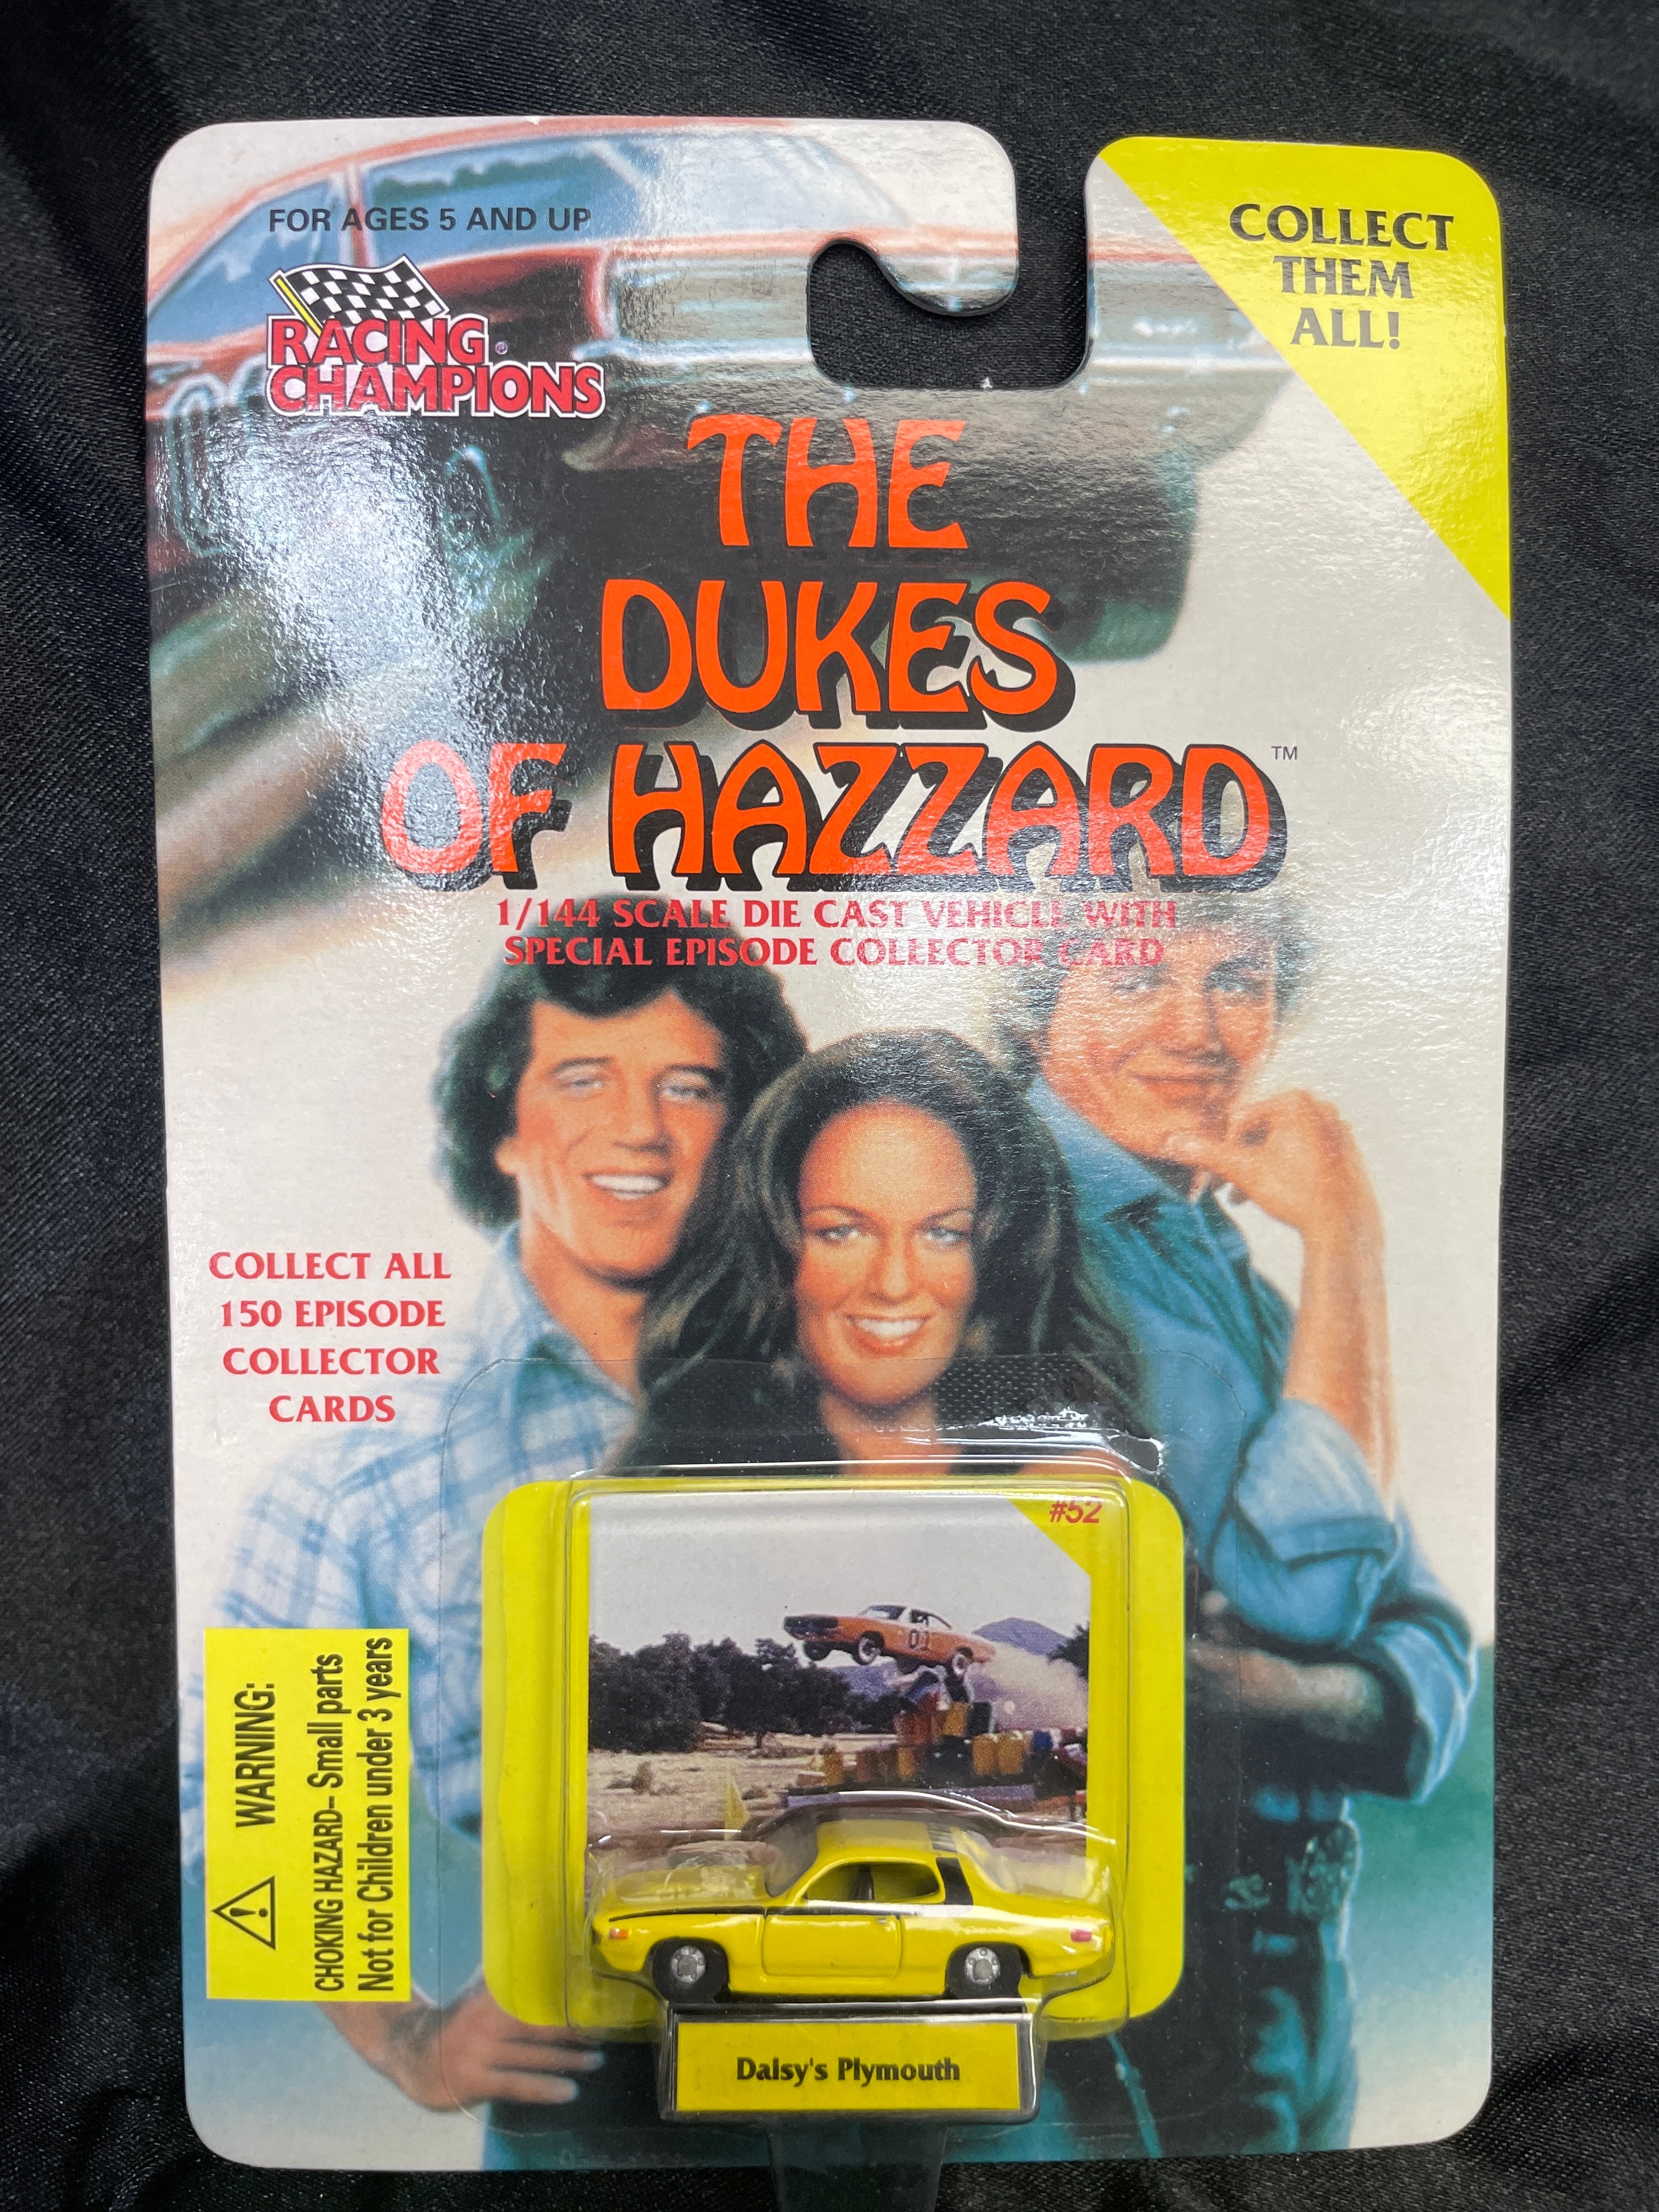 FOR AGES 5 AND UP
RACING
CHAMPIONS®
COLLECT
THEM
ALL!
THE
DUKES
OF HAZZARD™
1/144 SCALE DIE CAST VEHICLE WITH
SPECIAL EPISODE COLLECTOR CARD
COLLECT ALL
150 EPISODE
COLLECTOR
CARDS
#52
01
WARNING:
CHOKING HAZARD– Small parts
Not for Children under 3 years
Daisy's Plymouth